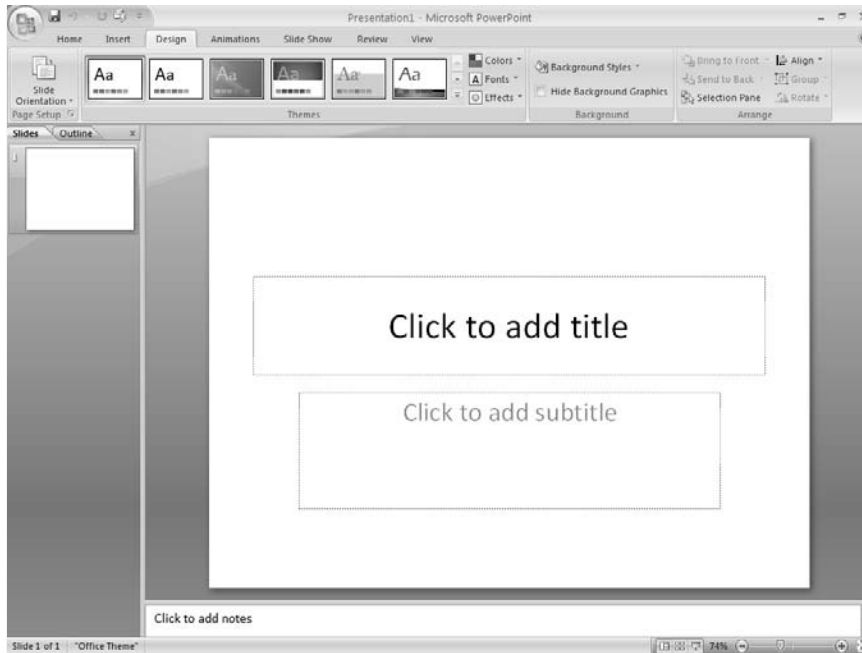 Presentation1 - Microsoft PowerPoint
Home Insert Design Animations Slide Show Review View
Slide Orientation
Page Setup
Aa Aa Aa Aa Aa Aa
Themes
Colors
Fonts
Effects
Background Styles
Hide Background Graphics
Background
Bring to Front Align
Send to Back Group
Selection Pane Rotate
Arrange
Slides Outline
1
Click to add title
Click to add subtitle
Click to add notes
Slide 1 of 1 "Office Theme" 74%